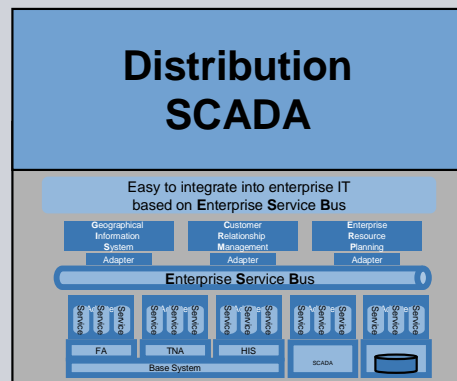 Distribution
SCADA
Easy to integrate into enterprise IT
based on Enterprise Service Bus
Geographical
Information
System
Customer
Relationship
Management
Enterprise
Resource
Planning
Adapter
Adapter
Adapter
Enterprise Service Bus
Service Service Service
Service Service Service
Service Service Service
Service Service Service
Service Service Service
FA
TNA
HIS
SCADA
Base System